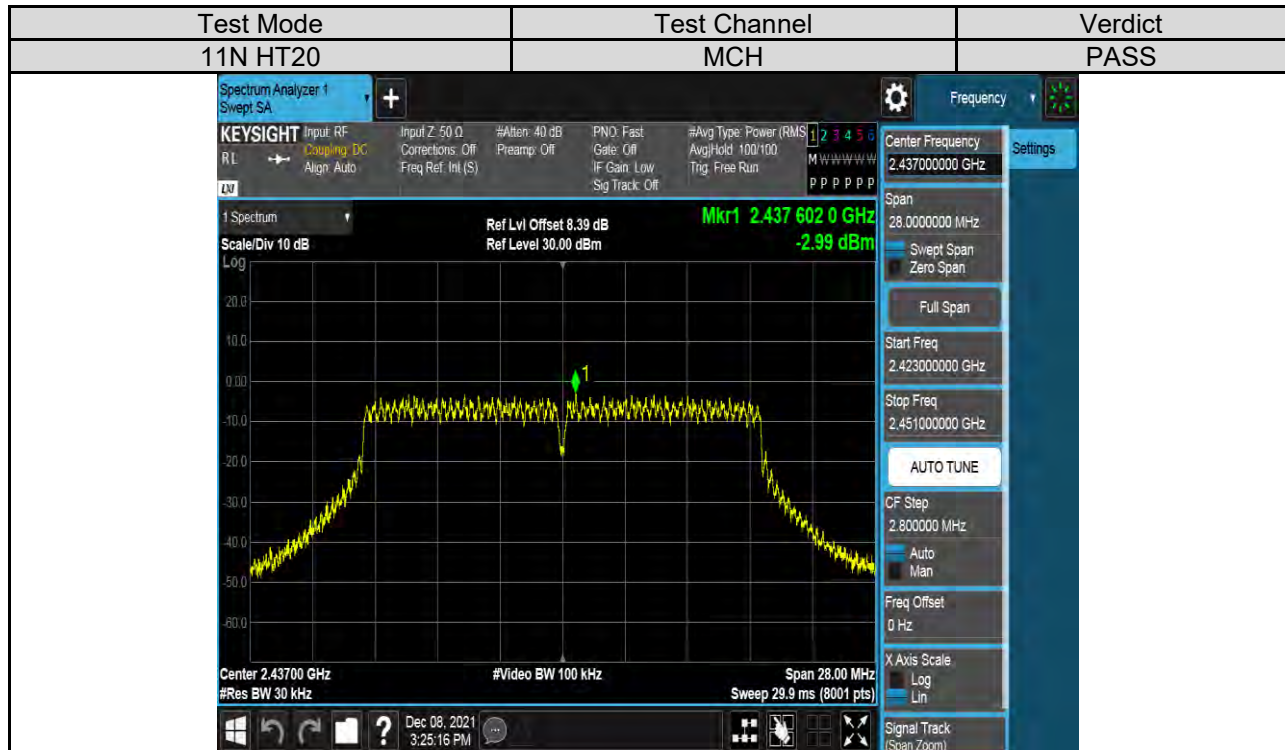 Test Mode Test Channel Verdict
11N HT20 MCH PASS
Spectrum Analyzer 1
Swept SA
+
Frequency
KEYSIGHT
RL
LXI
Input: RF
Coupling: DC
Align: Auto
Input Z: 50 Ω
Corrections: Off
Freq Ref: Int (S)
#Atten: 40 dB
Preamp: Off
PNO: Fast
Gate: Off
IF Gain: Low
Sig Track: Off
#Avg Type: Power (RMS
Avg|Hold: 100/100
Trig: Free Run
1 2 3 4 5 6
M W W W W W
P P P P P P
Center Frequency
2.437000000 GHz
Settings
Span
28.0000000 MHz
Swept Span
Zero Span
Full Span
Start Freq
2.423000000 GHz
Stop Freq
2.451000000 GHz
AUTO TUNE
CF Step
2.800000 MHz
Auto
Man
Freq Offset
0 Hz
X Axis Scale
Log
Lin
Signal Track
(Span Zoom)
1 Spectrum
Scale/Div 10 dB
Ref Lvl Offset 8.39 dB
Ref Level 30.00 dBm
Mkr1 2.437 602 0 GHz
-2.99 dBm
Log
20.0
10.0
0.00
-10.0
-20.0
-30.0
-40.0
-50.0
-60.0
1
Center 2.43700 GHz
#Res BW 30 kHz
#Video BW 100 kHz
Span 28.00 MHz
Sweep 29.9 ms (8001 pts)
?
Dec 08, 2021
3:25:16 PM